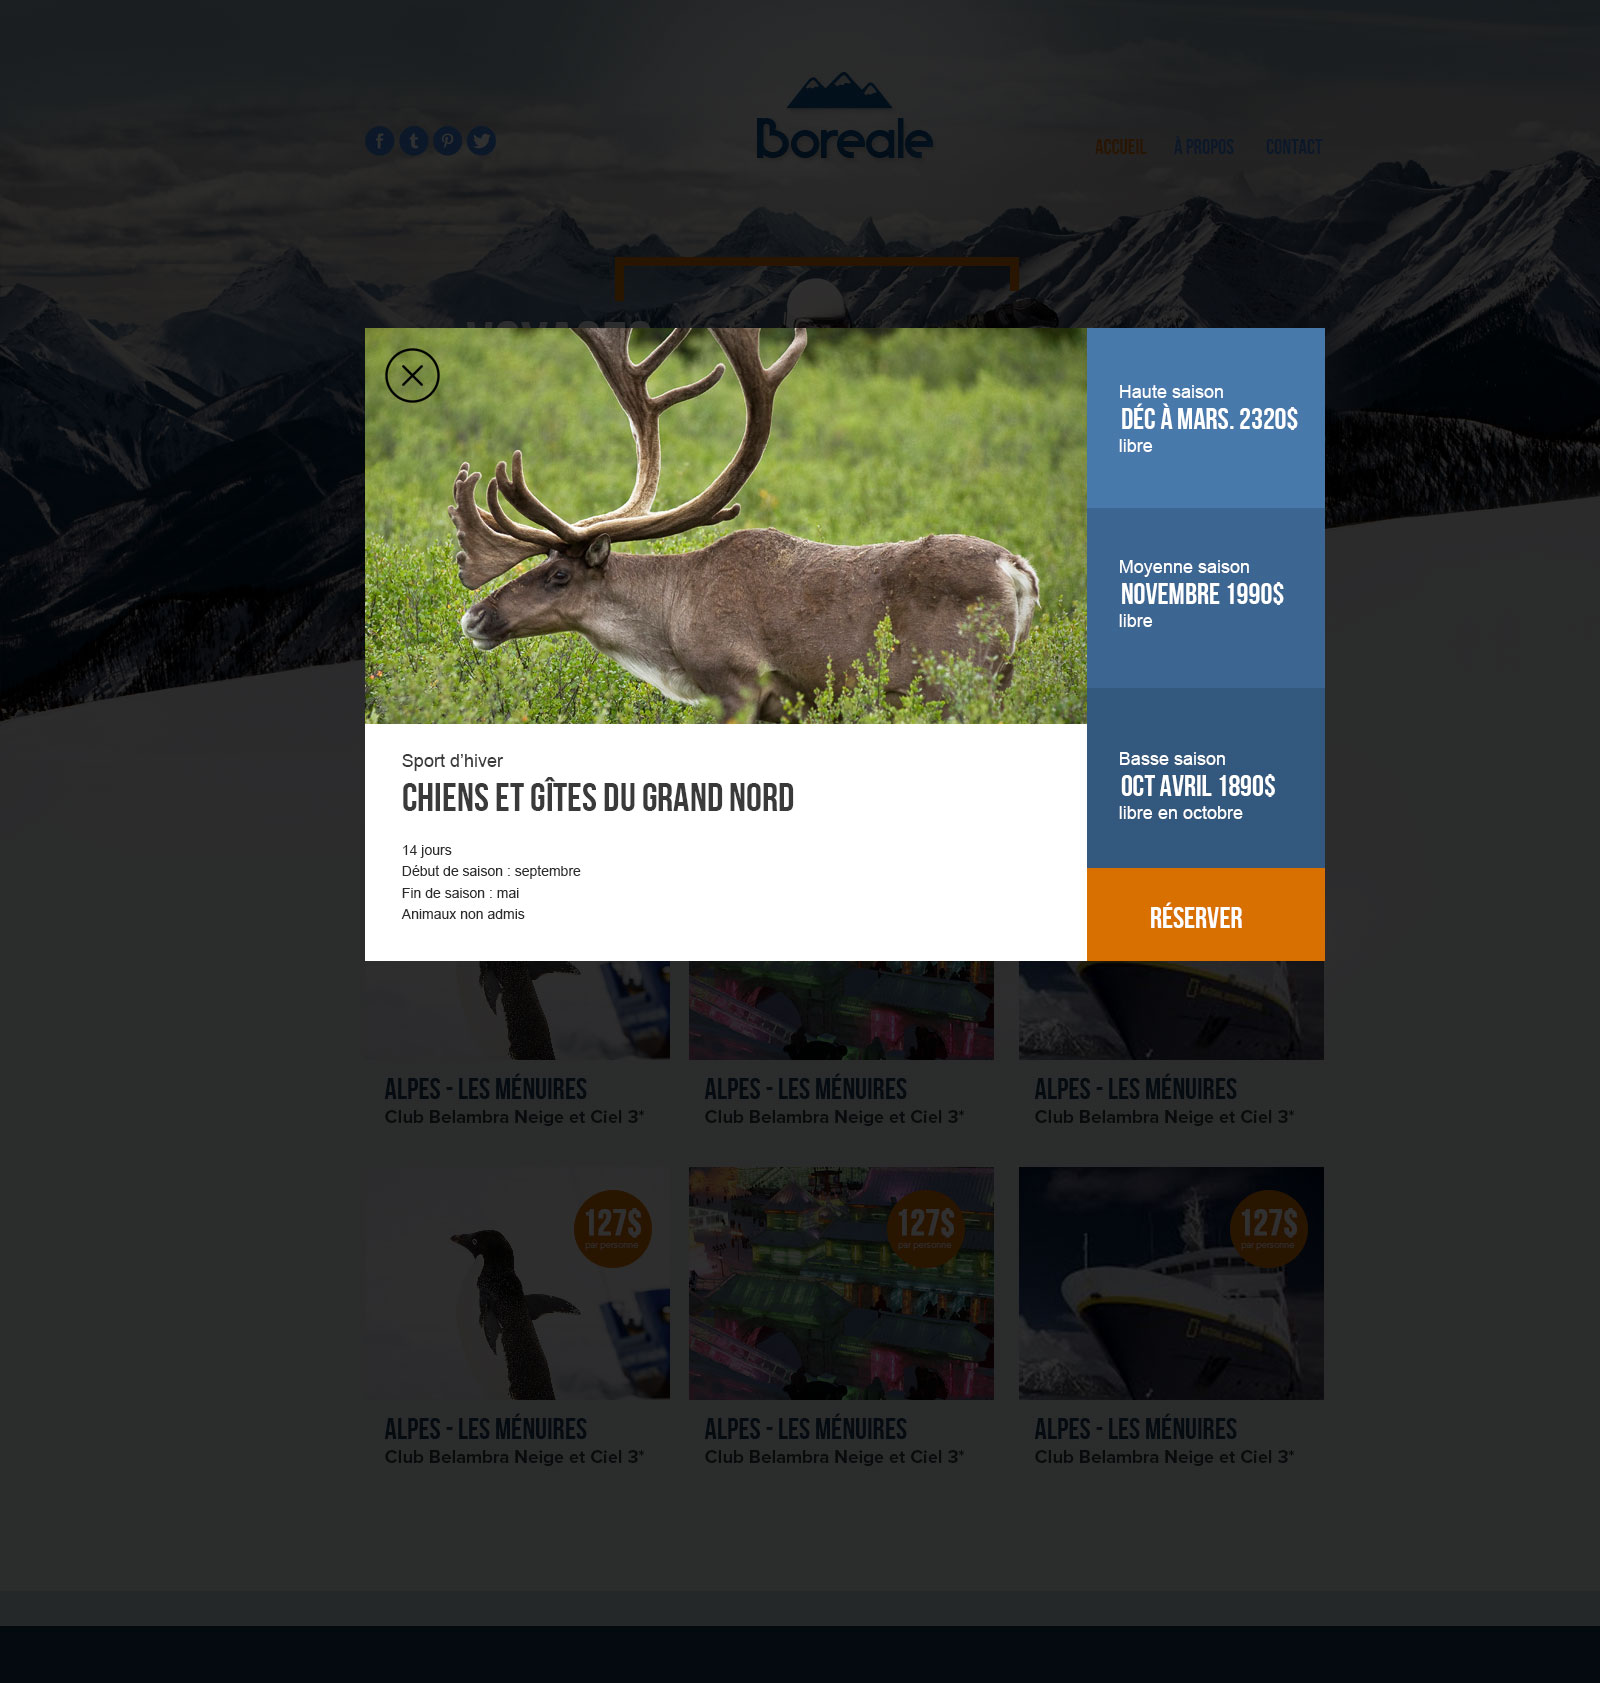 Boreale
ACCUEIL À PROPOS CONTACT
Haute saison
DÉC À MARS. 2320$
libre
Moyenne saison
NOVEMBRE 1990$
libre
Basse saison
OCT AVRIL 1890$
libre en octobre
RÉSERVER
Sport d'hiver
CHIENS ET GÎTES DU GRAND NORD
14 jours
Début de saison : septembre
Fin de saison : mai
Animaux non admis
ALPES - LES MÉNUIRES
Club Belambra Neige et Ciel 3*
ALPES - LES MÉNUIRES
Club Belambra Neige et Ciel 3*
ALPES - LES MÉNUIRES
Club Belambra Neige et Ciel 3*
127$
par personne
127$
par personne
127$
par personne
ALPES - LES MÉNUIRES
Club Belambra Neige et Ciel 3*
ALPES - LES MÉNUIRES
Club Belambra Neige et Ciel 3*
ALPES - LES MÉNUIRES
Club Belambra Neige et Ciel 3*